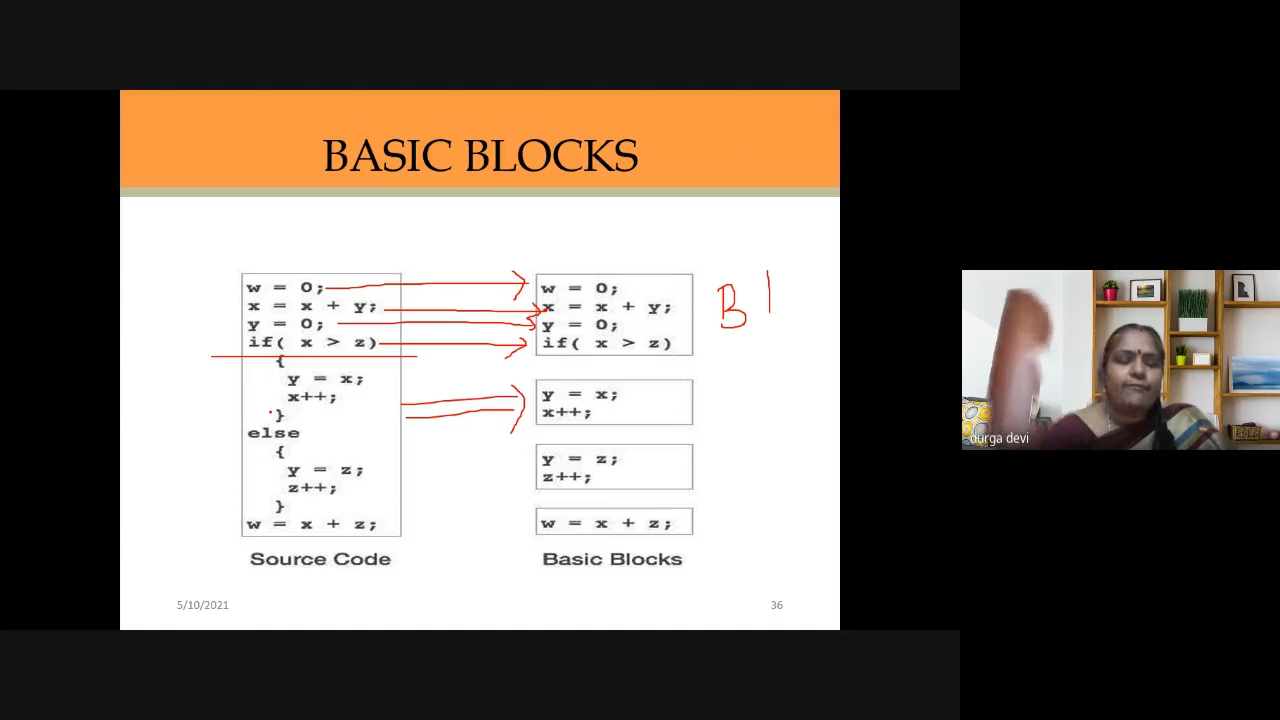 BASIC BLOCKS
w = 0;
x = x + y;
y = 0;
if( x > z)
{
y = x;
x++;
}
else
{
y = z;
z++;
}
w = x + z;
Source Code
w = 0;
x = x + y;
y = 0;
if( x > z)
y = x;
x++;
y = z;
z++;
w = x + z;
Basic Blocks
B 1
5/10/2021
36
durga devi